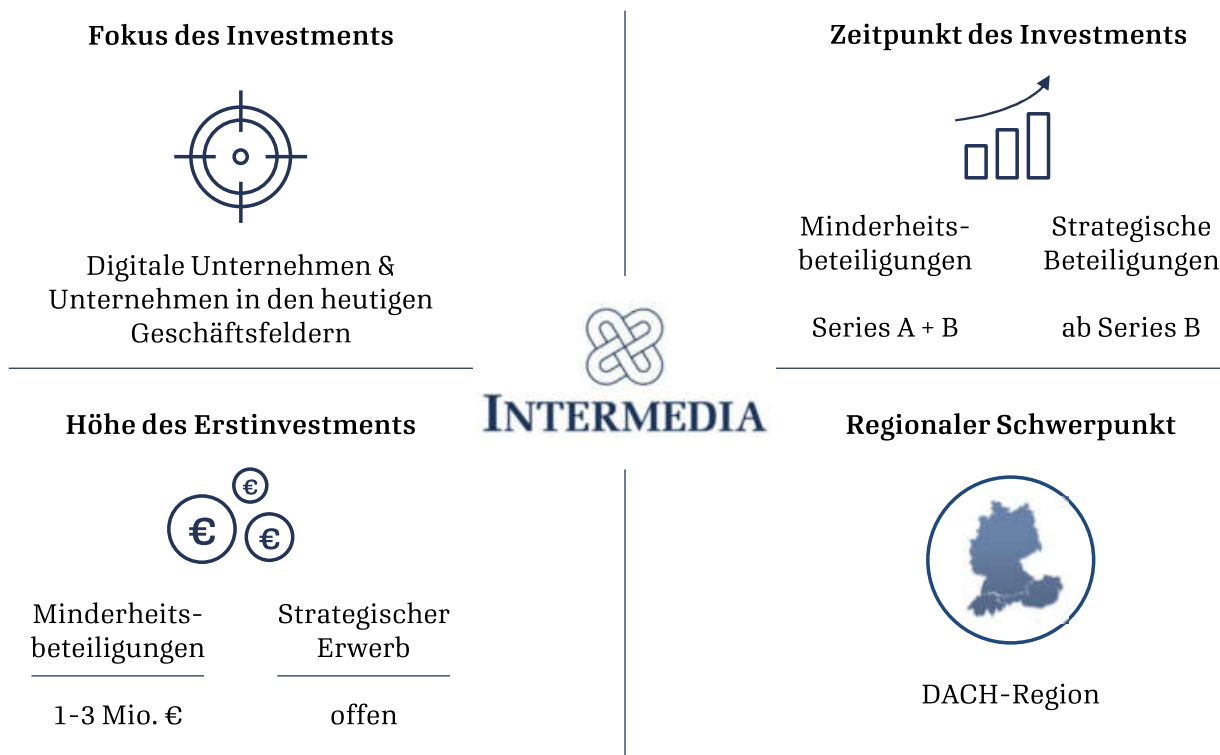 Fokus des Investments
Digitale Unternehmen &
Unternehmen in den heutigen
Geschäftsfeldern
Zeitpunkt des Investments
Minderheits-
beteiligungen
Series A + B
Strategische
Beteiligungen
ab Series B
INTERMEDIA
Höhe des Erstinvestments
€
€
€
Minderheits-
beteiligungen
1-3 Mio. €
Strategischer
Erwerb
offen
Regionaler Schwerpunkt
DACH-Region